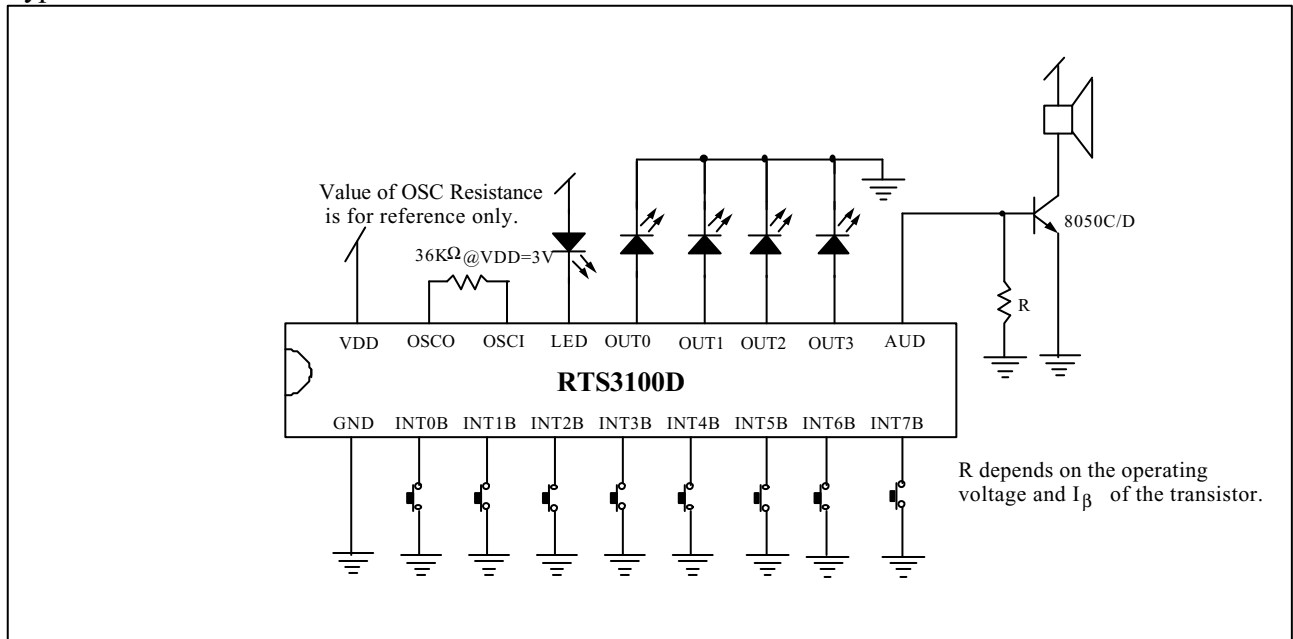 Value of OSC Resistance
is for reference only.
36KΩ@VDD=3V
8050C/D
R
VDD OSCO OSCI LED OUT0 OUT1 OUT2 OUT3 AUD
RTS3100D
GND INT0B INT1B INT2B INT3B INT4B INT5B INT6B INT7B
R depends on the operating
voltage and Iβ of the transistor.